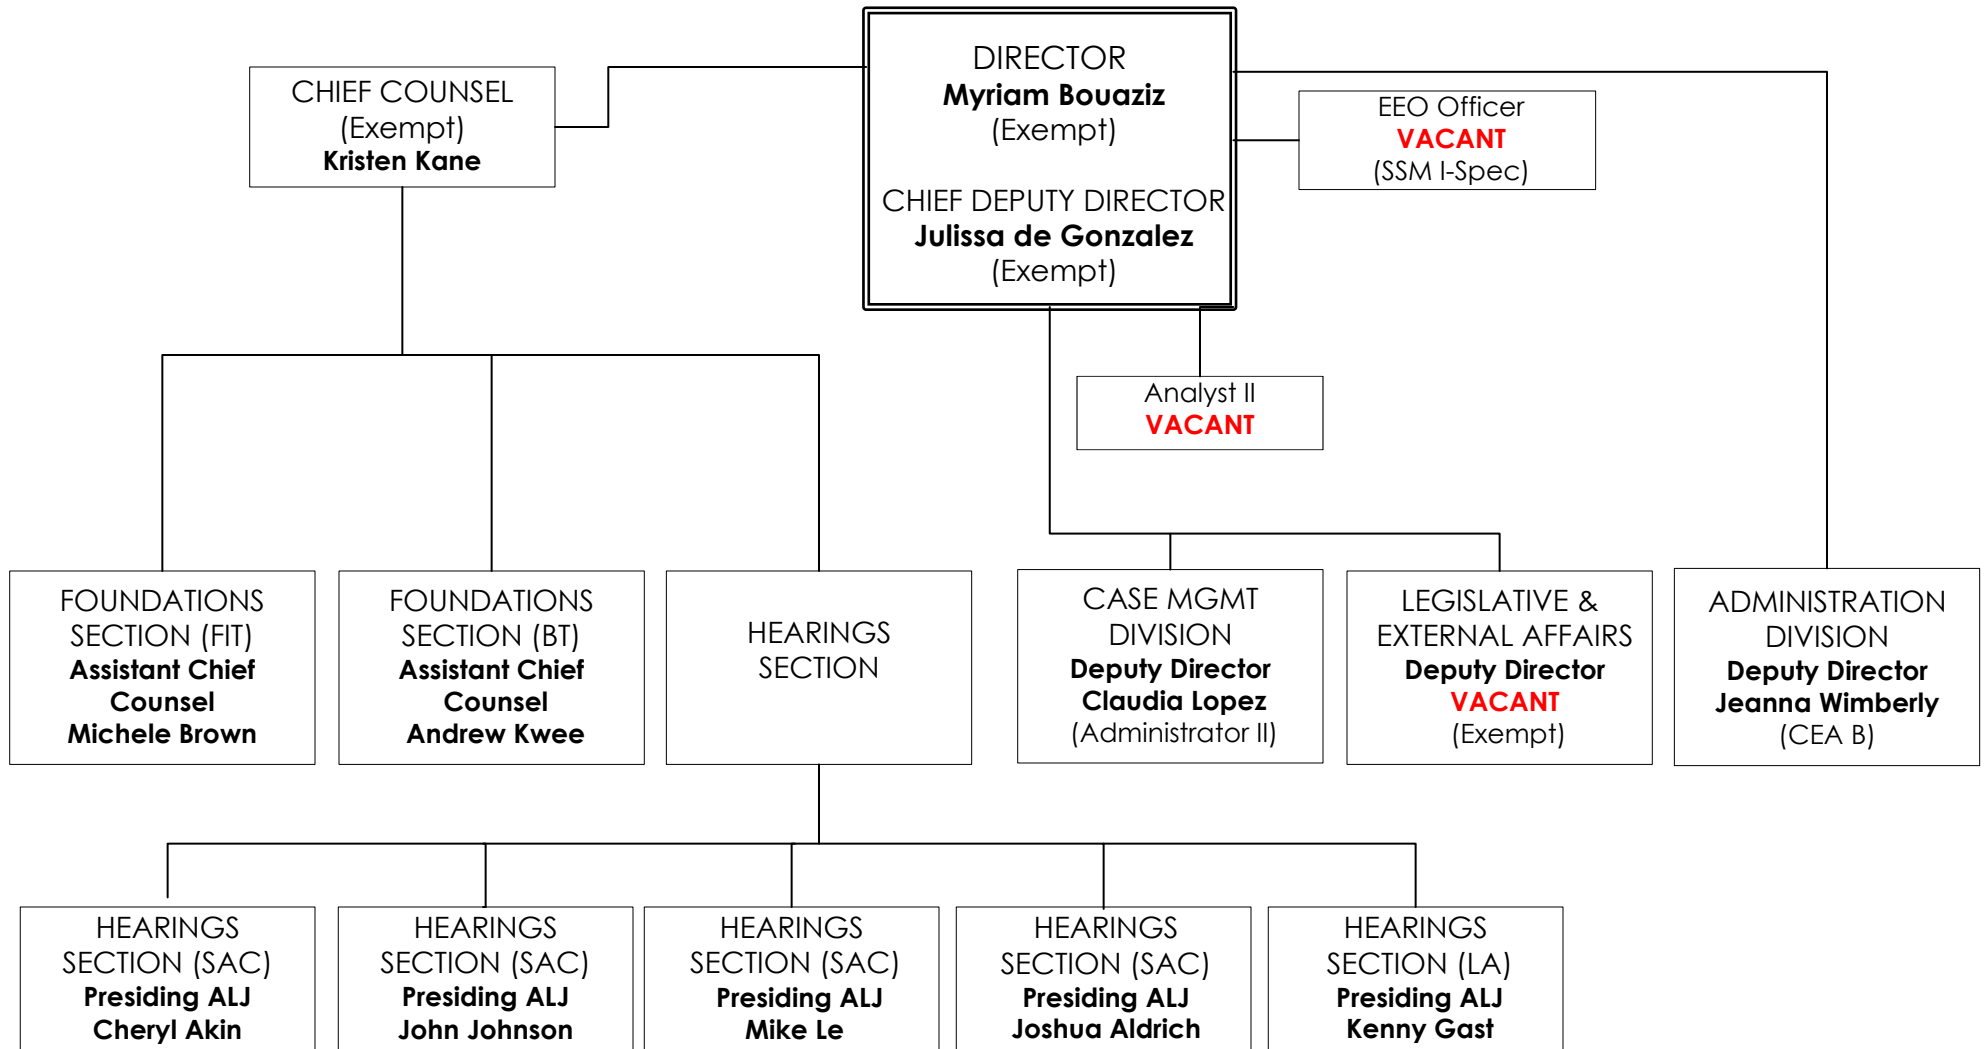 DIRECTOR
Myriam Bouaziz
(Exempt)
CHIEF DEPUTY DIRECTOR
Julissa de Gonzalez
(Exempt)
CHIEF COUNSEL
(Exempt)
Kristen Kane
EEO Officer
VACANT
(SSM I-Spec)
Analyst II
VACANT
FOUNDATIONS
SECTION (FIT)
Assistant Chief
Counsel
Michele Brown
FOUNDATIONS
SECTION (BT)
Assistant Chief
Counsel
Andrew Kwee
HEARINGS
SECTION
CASE MGMT
DIVISION
Deputy Director
Claudia Lopez
(Administrator II)
LEGISLATIVE &
EXTERNAL AFFAIRS
Deputy Director
VACANT
(Exempt)
ADMINISTRATION
DIVISION
Deputy Director
Jeanna Wimberly
(CEA B)
HEARINGS
SECTION (SAC)
Presiding ALJ
Cheryl Akin
HEARINGS
SECTION (SAC)
Presiding ALJ
John Johnson
HEARINGS
SECTION (SAC)
Presiding ALJ
Mike Le
HEARINGS
SECTION (SAC)
Presiding ALJ
Joshua Aldrich
HEARINGS
SECTION (LA)
Presiding ALJ
Kenny Gast